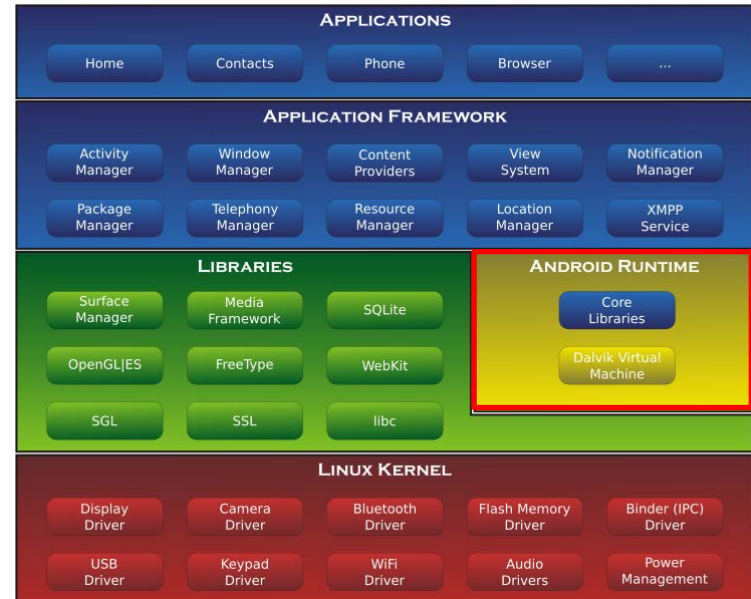 APPLICATIONS
Home
Contacts
Phone
Browser
...
APPLICATION FRAMEWORK
Activity
Manager
Window
Manager
Content
Providers
View
System
Notification
Manager
Package
Manager
Telephony
Manager
Resource
Manager
Location
Manager
XMPP
Service
LIBRARIES
Surface
Manager
Media
Framework
SQLite
OpenGL|ES
FreeType
WebKit
SGL
SSL
libc
ANDROID RUNTIME
Core
Libraries
Dalvik Virtual
Machine
LINUX KERNEL
Display
Driver
Camera
Driver
Bluetooth
Driver
Flash Memory
Driver
Binder (IPC)
Driver
USB
Driver
Keypad
Driver
WiFi
Driver
Audio
Drivers
Power
Management